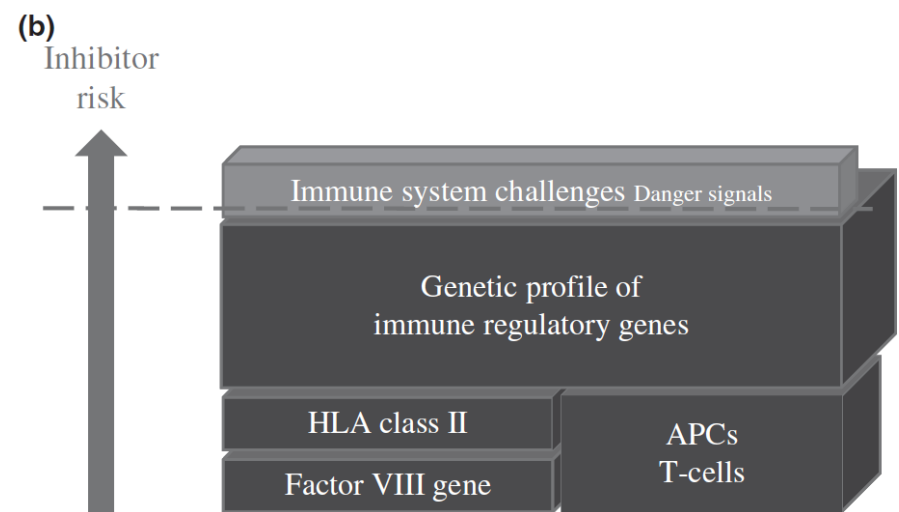 (b)
Inhibitor
risk
Immune system challenges Danger signals
Genetic profile of
immune regulatory genes
HLA class II
Factor VIII gene
APCs
T-cells